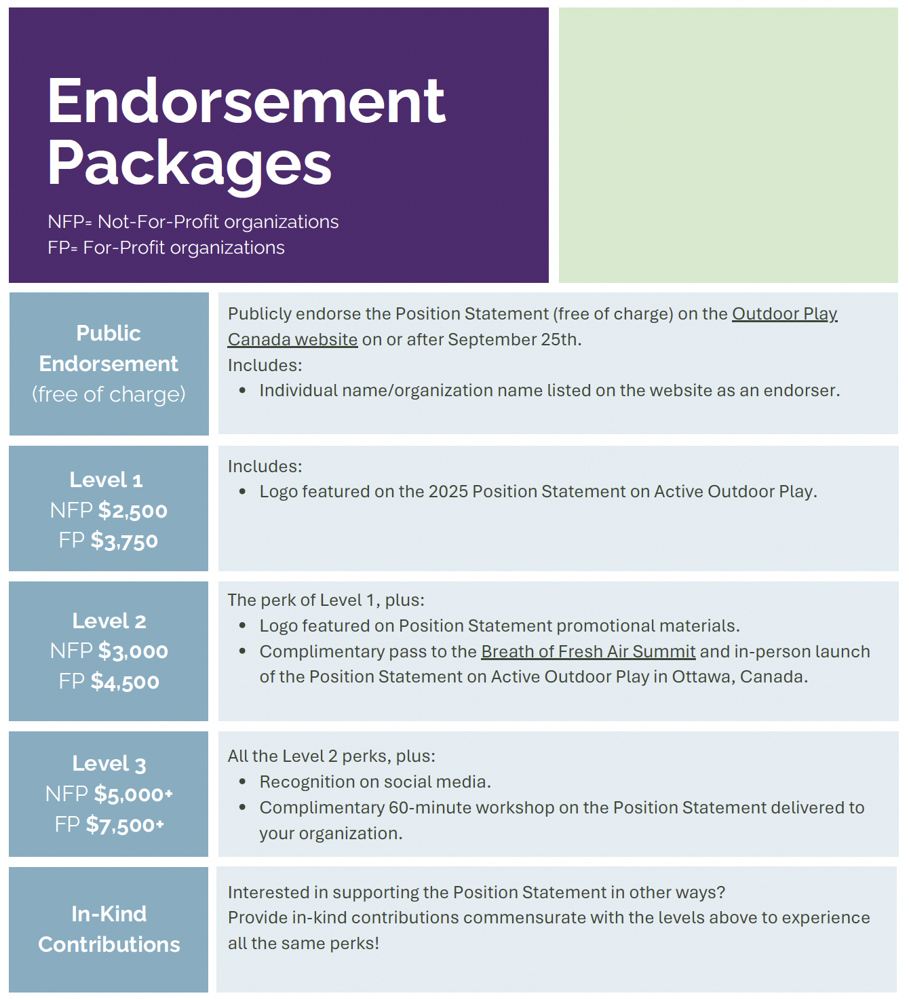 Endorsement
Packages
NFP= Not-For-Profit organizations
FP= For-Profit organizations
Public
Endorsement
(free of charge)
Publicly endorse the Position Statement (free of charge) on the Outdoor Play
Canada website on or after September 25th.
Includes:
• Individual name/organization name listed on the website as an endorser.
Level 1
NFP $2,500
FP $3,750
Includes:
• Logo featured on the 2025 Position Statement on Active Outdoor Play.
Level 2
NFP $3,000
FP $4,500
The perk of Level 1, plus:
• Logo featured on Position Statement promotional materials.
• Complimentary pass to the Breath of Fresh Air Summit and in-person launch
of the Position Statement on Active Outdoor Play in Ottawa, Canada.
Level 3
NFP $5,000+
FP $7,500+
All the Level 2 perks, plus:
• Recognition on social media.
• Complimentary 60-minute workshop on the Position Statement delivered to
your organization.
In-Kind
Contributions
Interested in supporting the Position Statement in other ways?
Provide in-kind contributions commensurate with the levels above to experience
all the same perks!